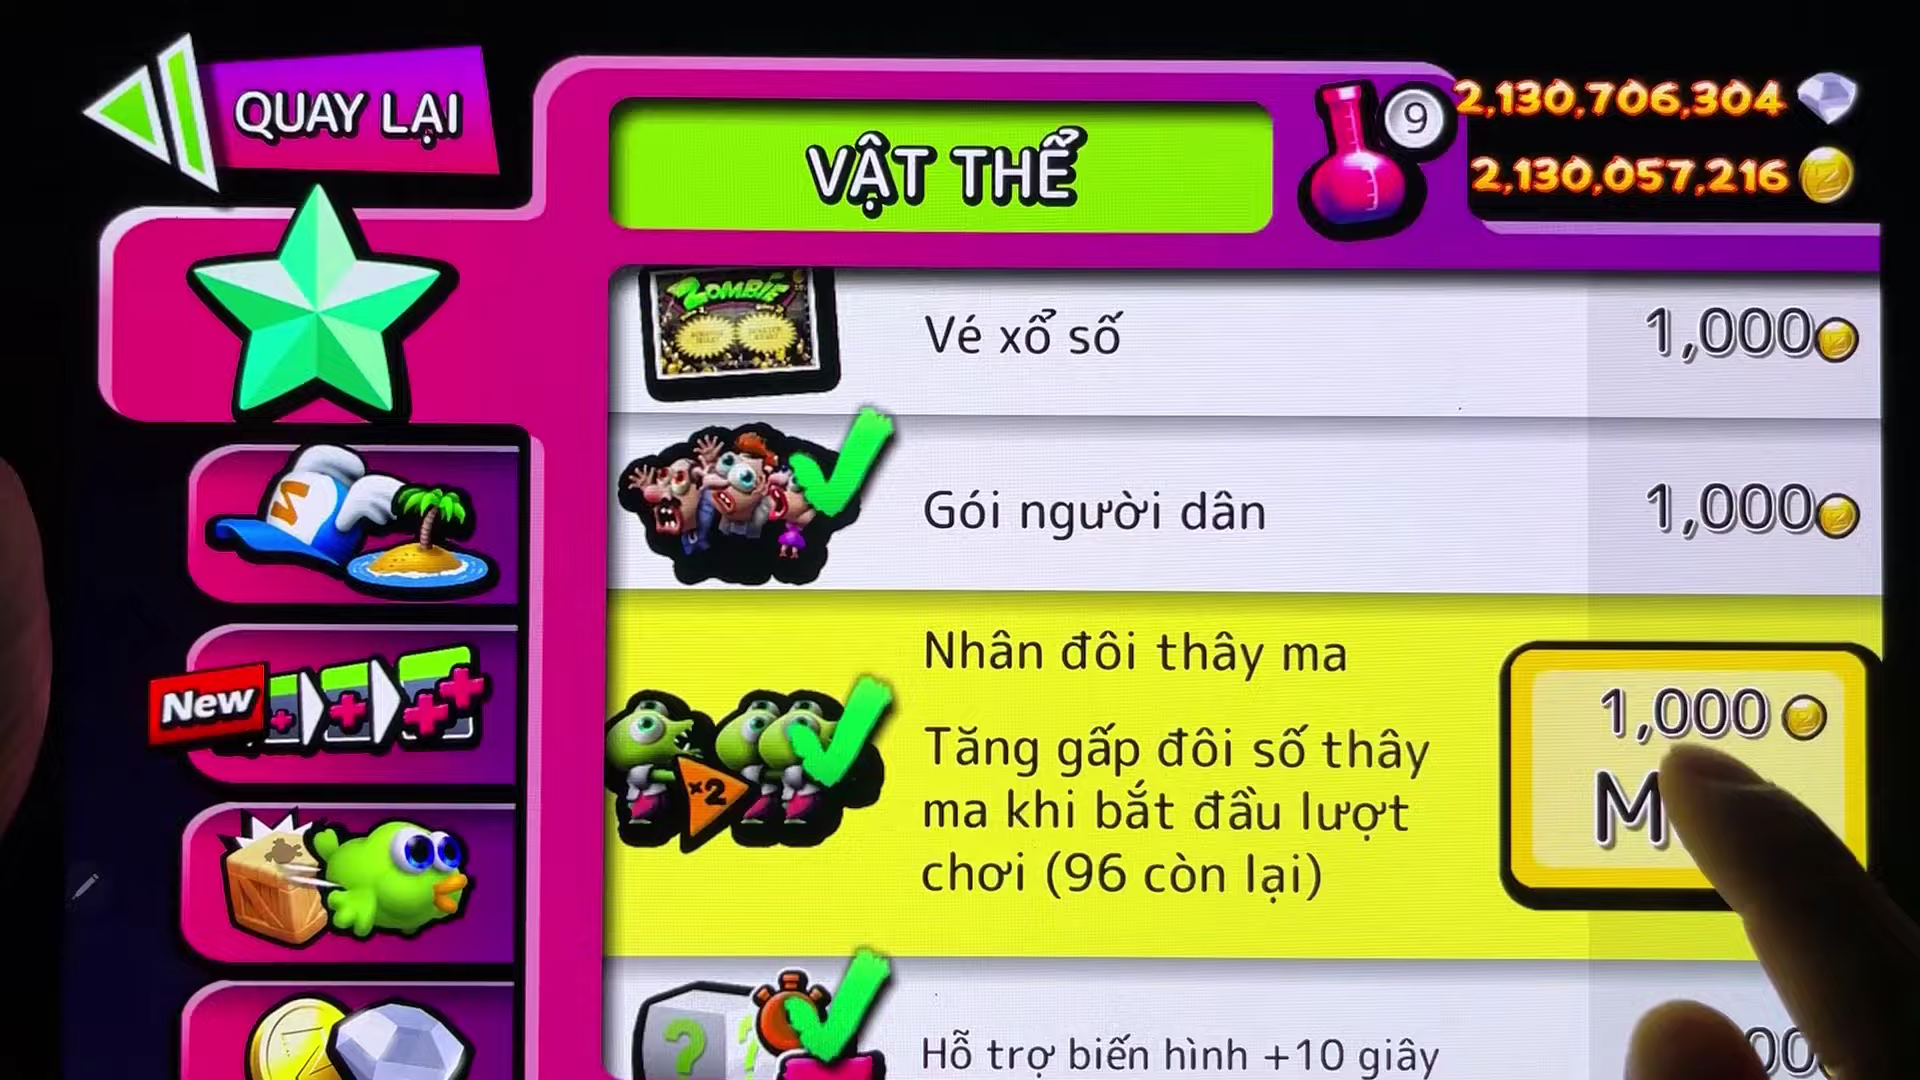 QUAY LẠI
VẬT THỂ
9
2,130,706,304
2,130,057,216
ZOMBIE
Vé xổ số
1,000
Gói người dân
1,000
Nhân đôi thây ma
Tăng gấp đôi số thây
ma khi bắt đầu lượt
chơi (96 còn lại)
1,000
x2
New
Hỗ trợ biến hình +10 giây